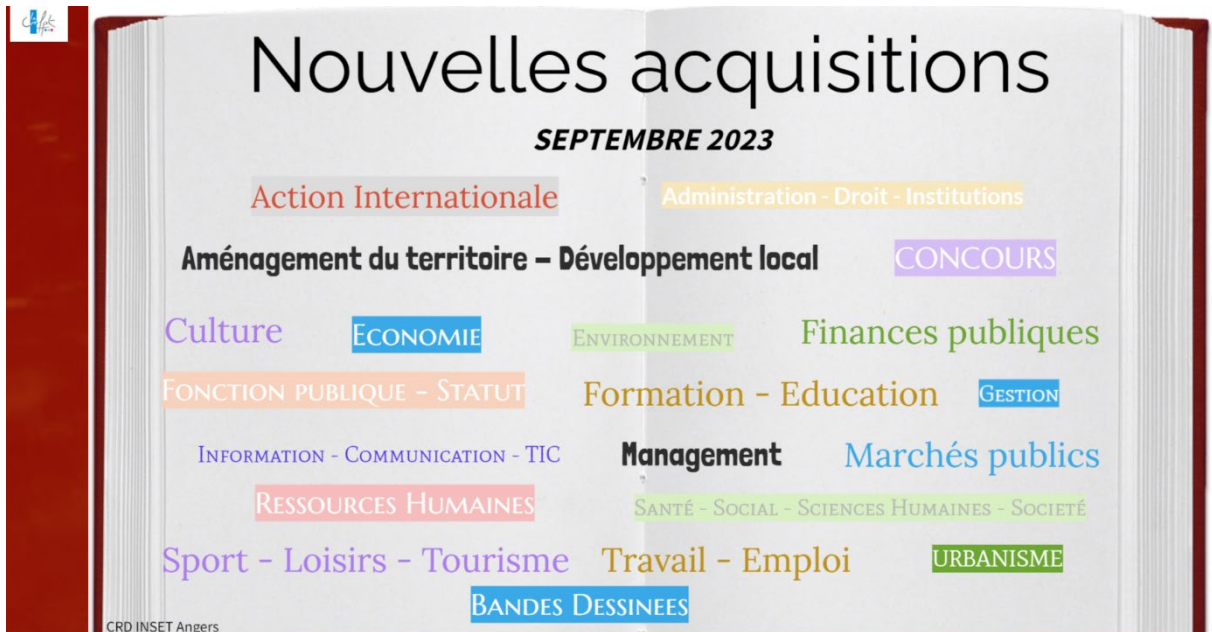 Nouvelles acquisitions
SEPTEMBRE 2023
Action Internationale
Administration - Droit - Institutions
Aménagement du territoire – Développement local
CONCOURS
Culture
ECONOMIE
ENVIRONNEMENT
Finances publiques
FONCTION PUBLIQUE – STATUT
Formation - Education
GESTION
INFORMATION - COMMUNICATION - TIC
Management
Marchés publics
RESSOURCES HUMAINES
SANTÉ - SOCIAL - SCIENCES HUMAINES - SOCIETÉ
Sport - Loisirs - Tourisme
Travail - Emploi
URBANISME
BANDES DESSINEES
CRD INSET Angers